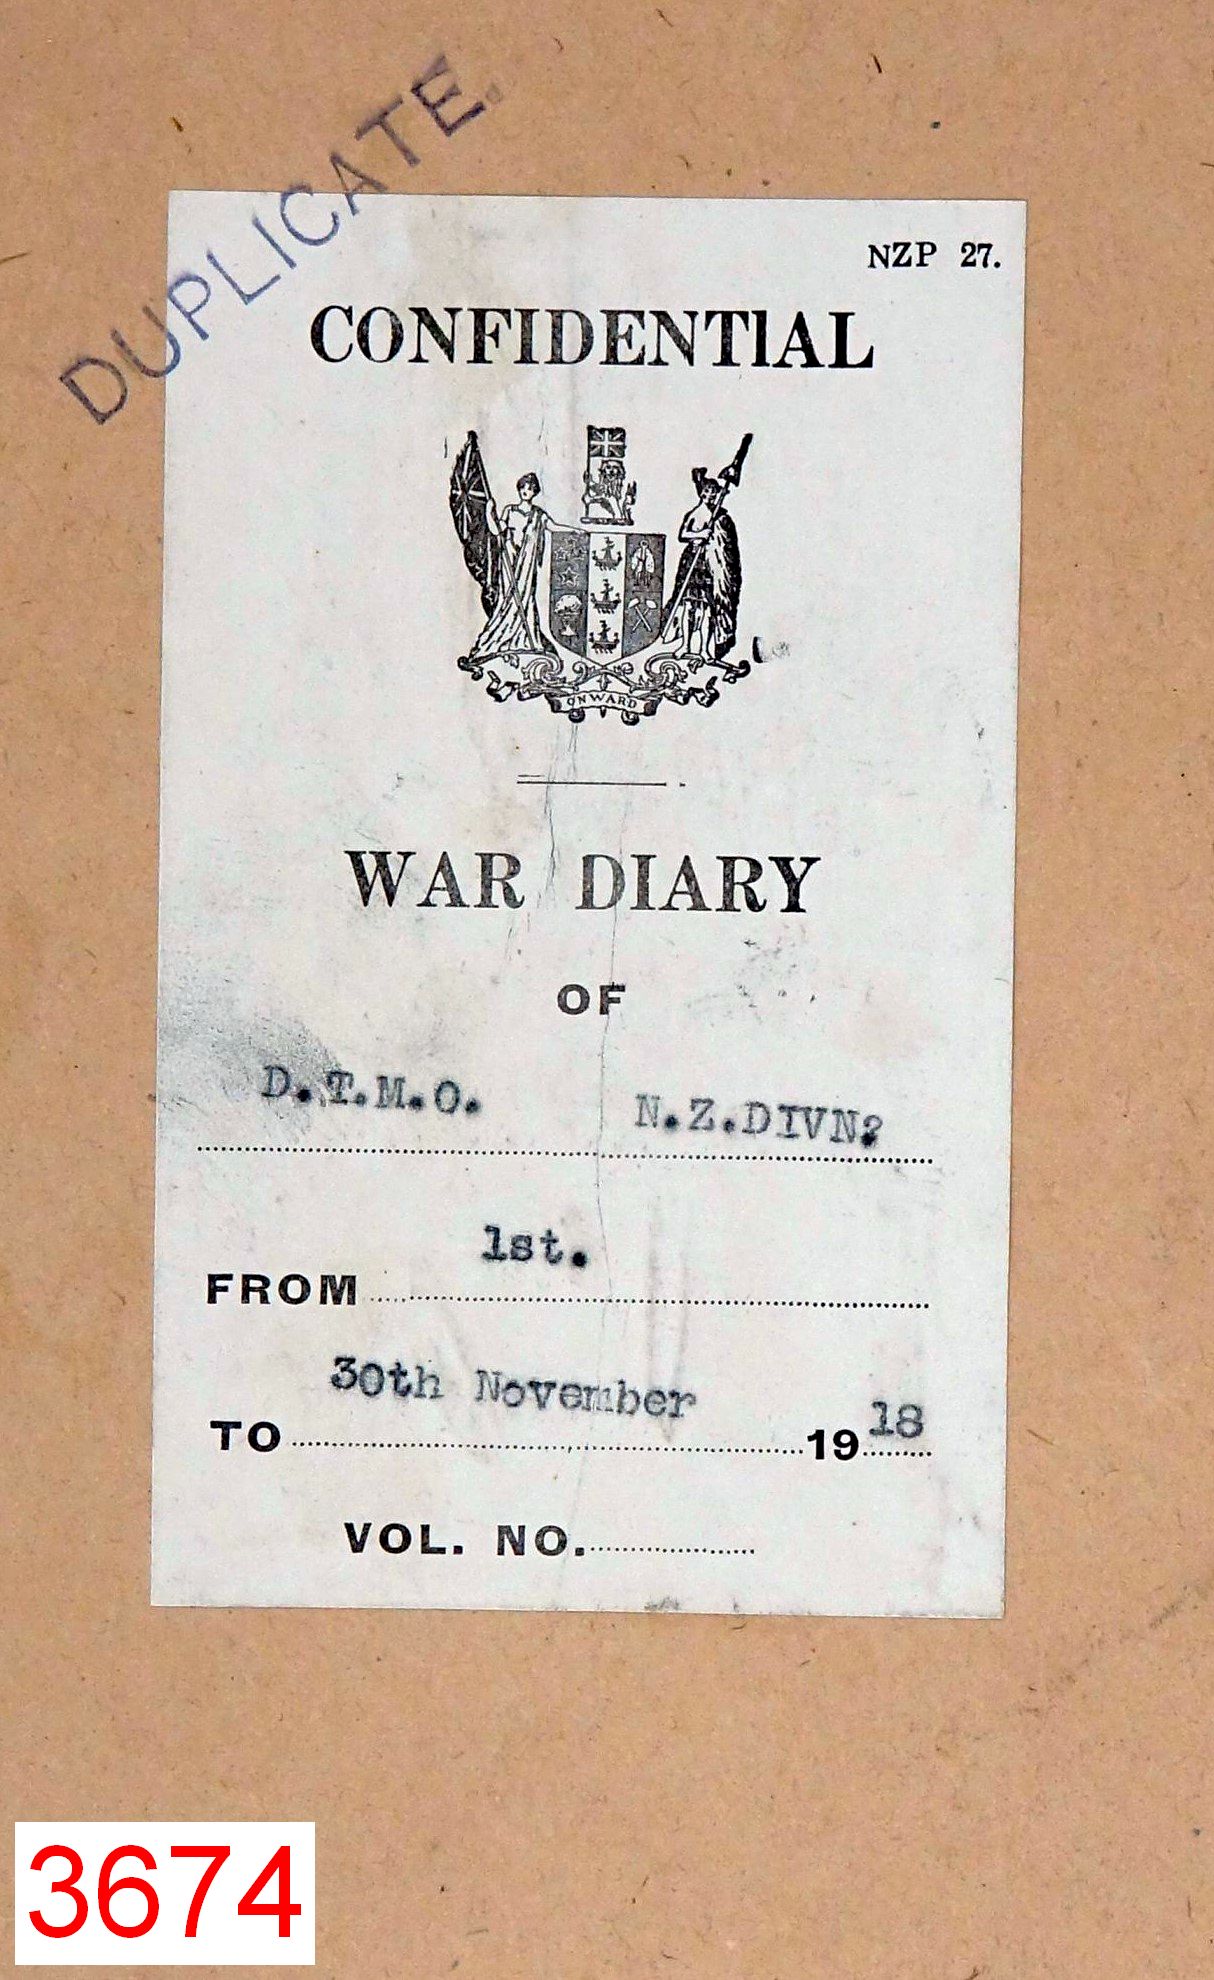 DUPLICATE.
NZP 27.
CONFIDENTIAL
ONWARD
WAR DIARY
OF
D.T.M.O. N.Z.DIVN?
FROM 1st.
TO 30th November 1918
VOL. NO.
3674